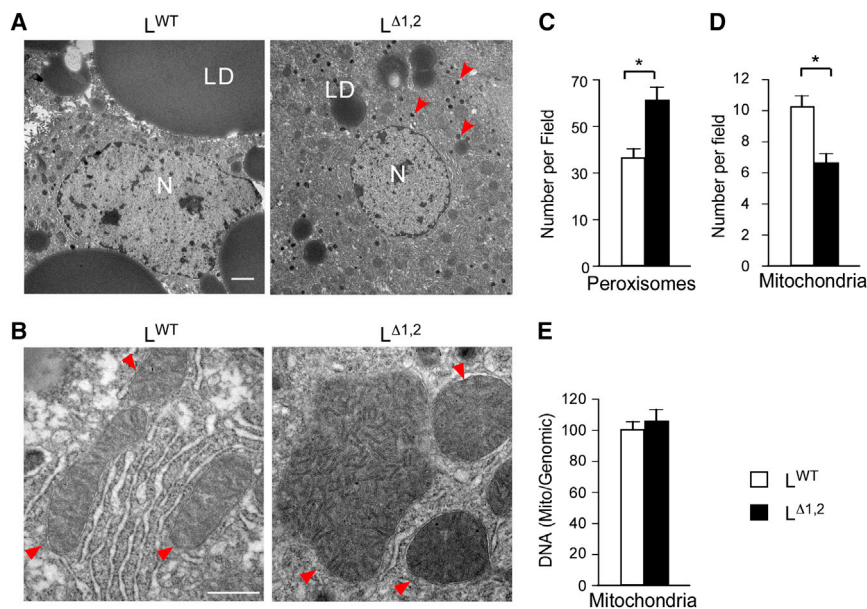 A
L^WT
L^Δ1,2
LD
N
LD
N
B
L^WT
L^Δ1,2
C
*
Number per Field
70
50
30
10
Peroxisomes
D
*
Number per field
12
10
8
6
4
2
0
Mitochondria
E
DNA (Mito/Genomic)
120
100
80
60
40
20
0
Mitochondria
L^WT
L^Δ1,2